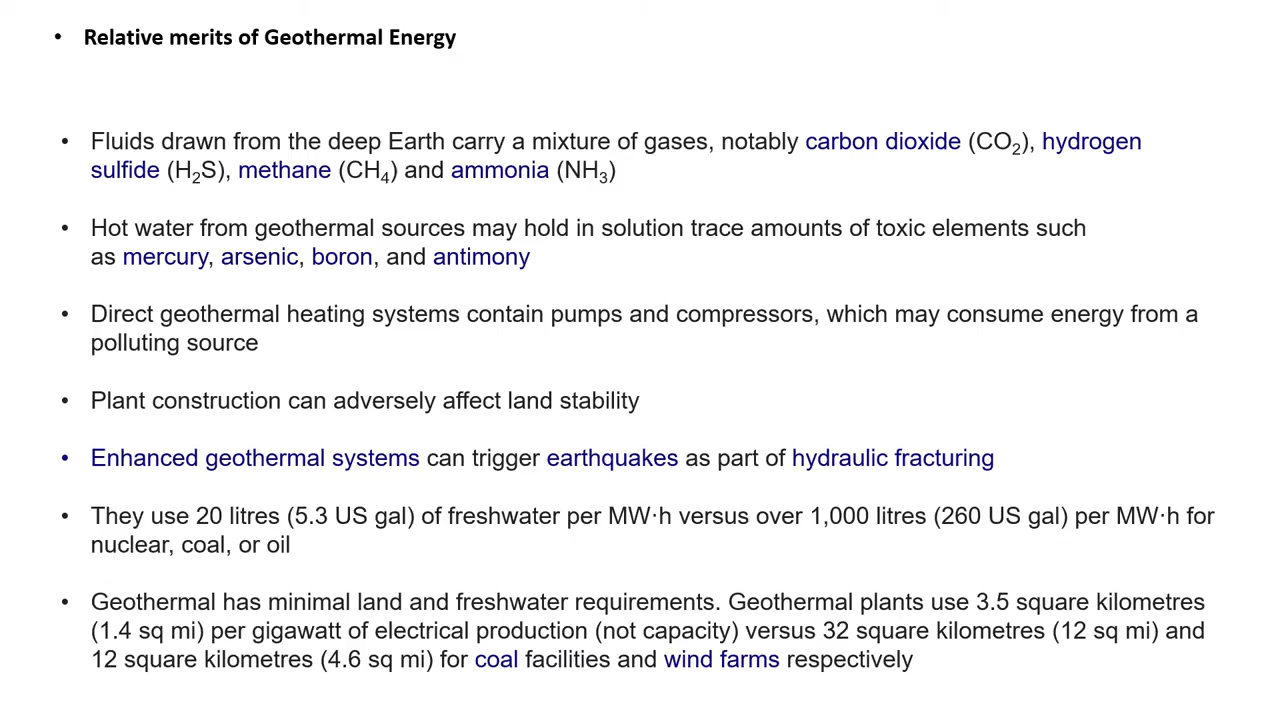 • Relative merits of Geothermal Energy
• Fluids drawn from the deep Earth carry a mixture of gases, notably carbon dioxide (CO₂), hydrogen
sulfide (H₂S), methane (CH₄) and ammonia (NH₃)
• Hot water from geothermal sources may hold in solution trace amounts of toxic elements such
as mercury, arsenic, boron, and antimony
• Direct geothermal heating systems contain pumps and compressors, which may consume energy from a
polluting source
• Plant construction can adversely affect land stability
• Enhanced geothermal systems can trigger earthquakes as part of hydraulic fracturing
• They use 20 litres (5.3 US gal) of freshwater per MW·h versus over 1,000 litres (260 US gal) per MW·h for
nuclear, coal, or oil
• Geothermal has minimal land and freshwater requirements. Geothermal plants use 3.5 square kilometres
(1.4 sq mi) per gigawatt of electrical production (not capacity) versus 32 square kilometres (12 sq mi) and
12 square kilometres (4.6 sq mi) for coal facilities and wind farms respectively